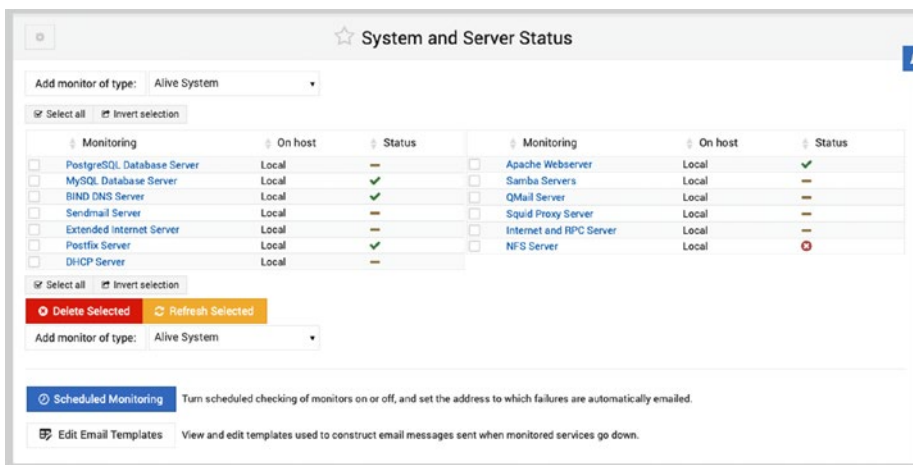 System and Server Status
Add monitor of type: Alive System
Select all Invert selection
Monitoring On host Status Monitoring On host Status
PostgreSQL Database Server Local Apache Webserver Local
MySQL Database Server Local Samba Servers Local
BIND DNS Server Local QMail Server Local
Sendmail Server Local Squid Proxy Server Local
Extended Internet Server Local Internet and RPC Server Local
Postfix Server Local NFS Server Local
DHCP Server Local
Select all Invert selection
Delete Selected Refresh Selected
Add monitor of type: Alive System
Scheduled Monitoring Turn scheduled checking of monitors on or off, and set the address to which failures are automatically emailed.
Edit Email Templates View and edit templates used to construct email messages sent when monitored services go down.